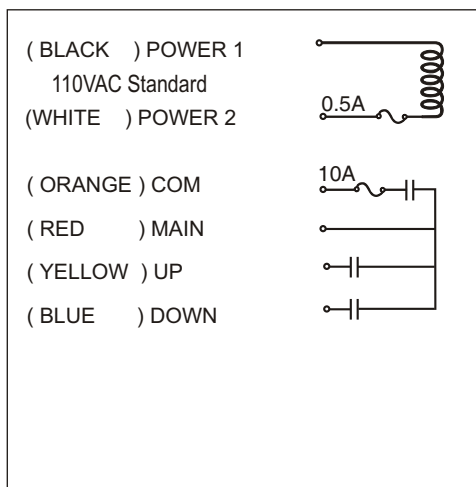 ( BLACK ) POWER 1
110VAC Standard
(WHITE ) POWER 2
0.5A
( ORANGE ) COM
10A
( RED ) MAIN
( YELLOW ) UP
( BLUE ) DOWN